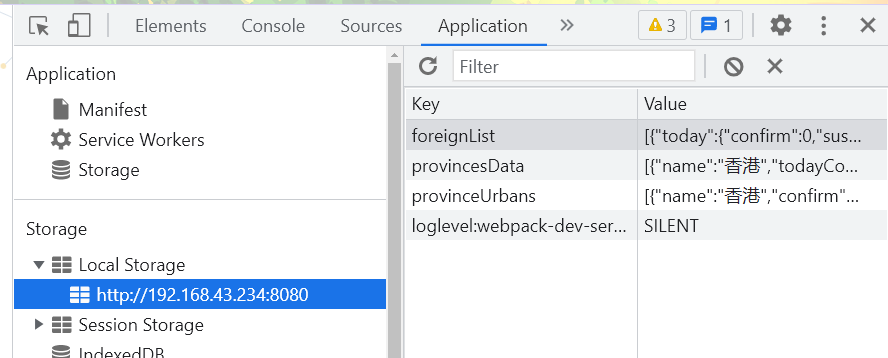 Elements Console Sources Application » 3 1
Application
Manifest
Service Workers
Storage
Storage
Local Storage
http://192.168.43.234:8080
Session Storage
IndexedDB
Filter
Key Value
foreignList [{"today":{"confirm":0,"sus...
provincesData [{"name":"香港","todayCo...
provinceUrbans [{"name":"香港","confirm"...
loglevel:webpack-dev-ser... SILENT